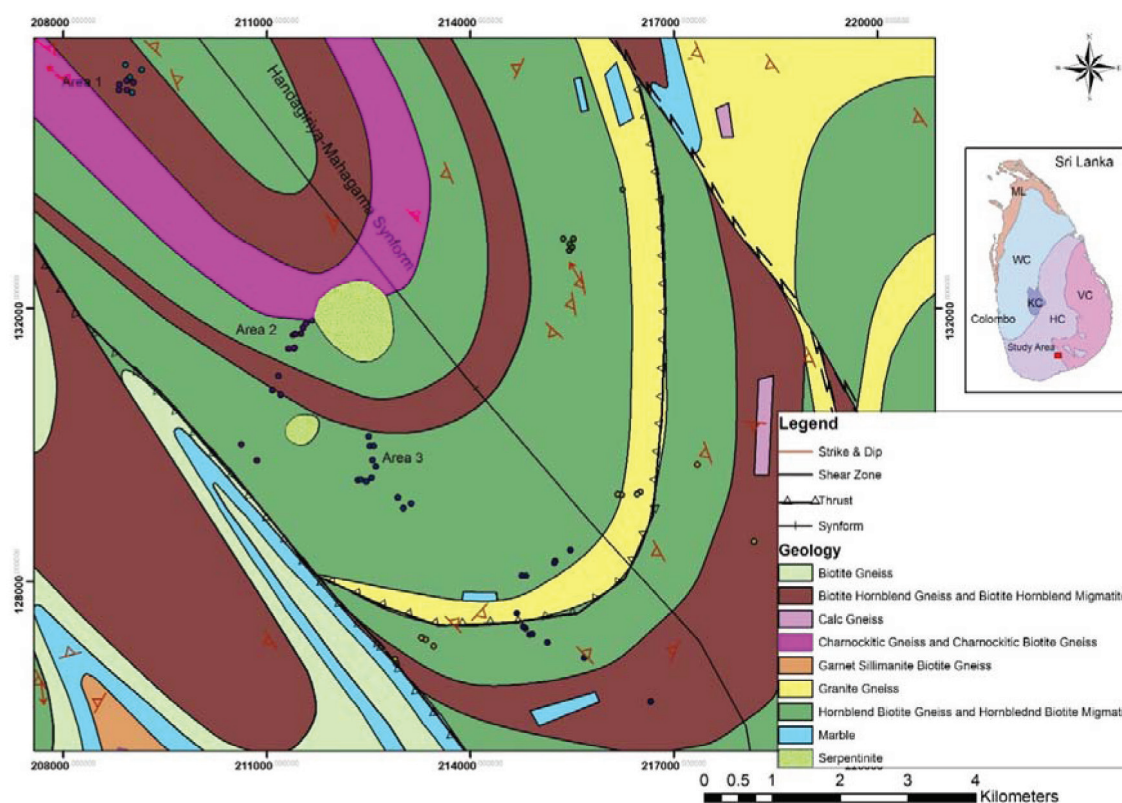 208000
211000
214000
217000
220000
Area 1
Handagiriya-Mahagama Synform
132000
132000
Area 2
Area 3
128000
208000
211000
214000
217000
220000
Sri Lanka
ML
WC
KC
VC
HC
Colombo
Study Area
Legend
Strike & Dip
Shear Zone
Thrust
Synform
Geology
Biotite Gneiss
Biotite Hornblend Gneiss and Biotite Hornblend Migmatite
Calc Gneiss
Charnockitic Gneiss and Charnockitic Biotite Gneiss
Garnet Sillimanite Biotite Gneiss
Granite Gneiss
Hornblend Biotite Gneiss and Hornblednd Biotite Migmati
Marble
Serpentinite
0 0.5 1 2 3 4
Kilometers